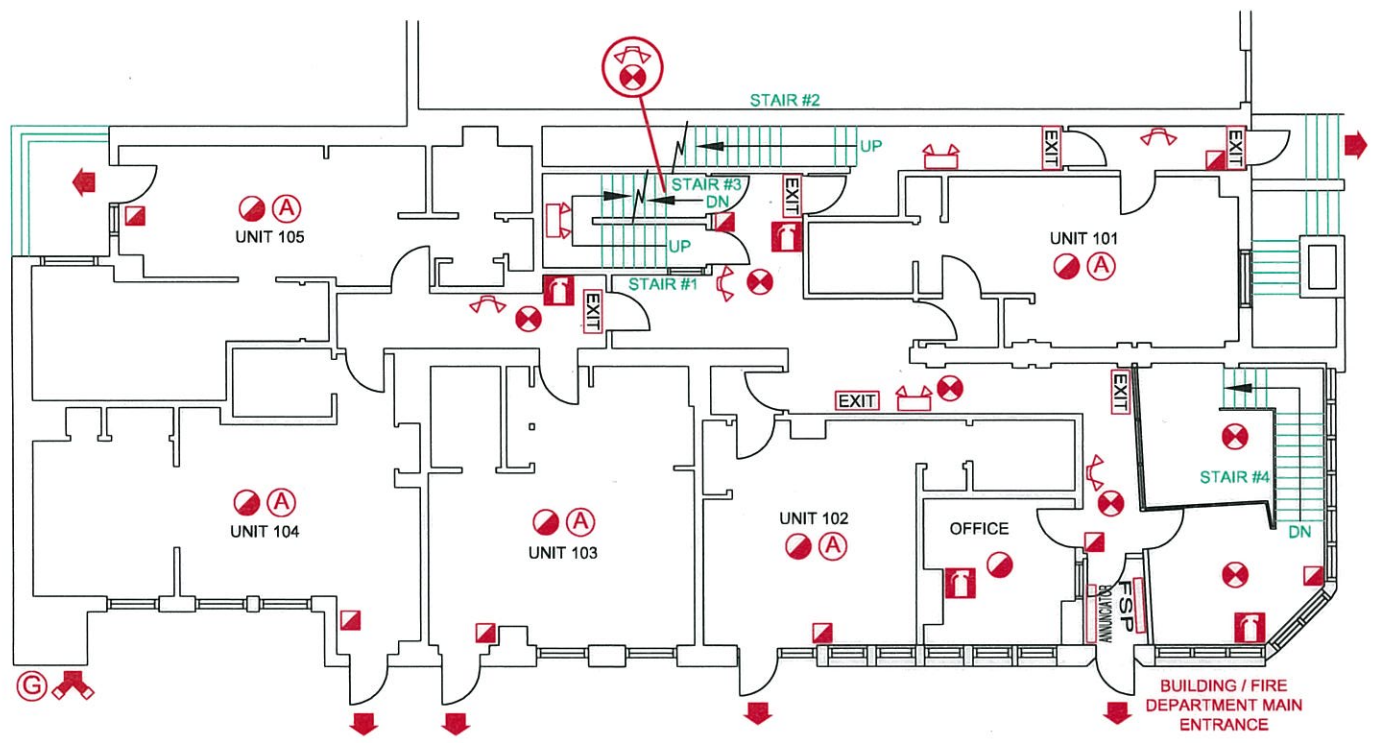 STAIR #2
EXIT
EXIT
UP
STAIR #3
EXIT
DN
A
UNIT 105
UNIT 101
A
UP
STAIR #1
EXIT
EXIT
EXIT
A
UNIT 104
A
UNIT 103
UNIT 102
A
OFFICE
STAIR #4
DN
ANNUNCIATOR
FSP
G
BUILDING / FIRE
DEPARTMENT MAIN
ENTRANCE